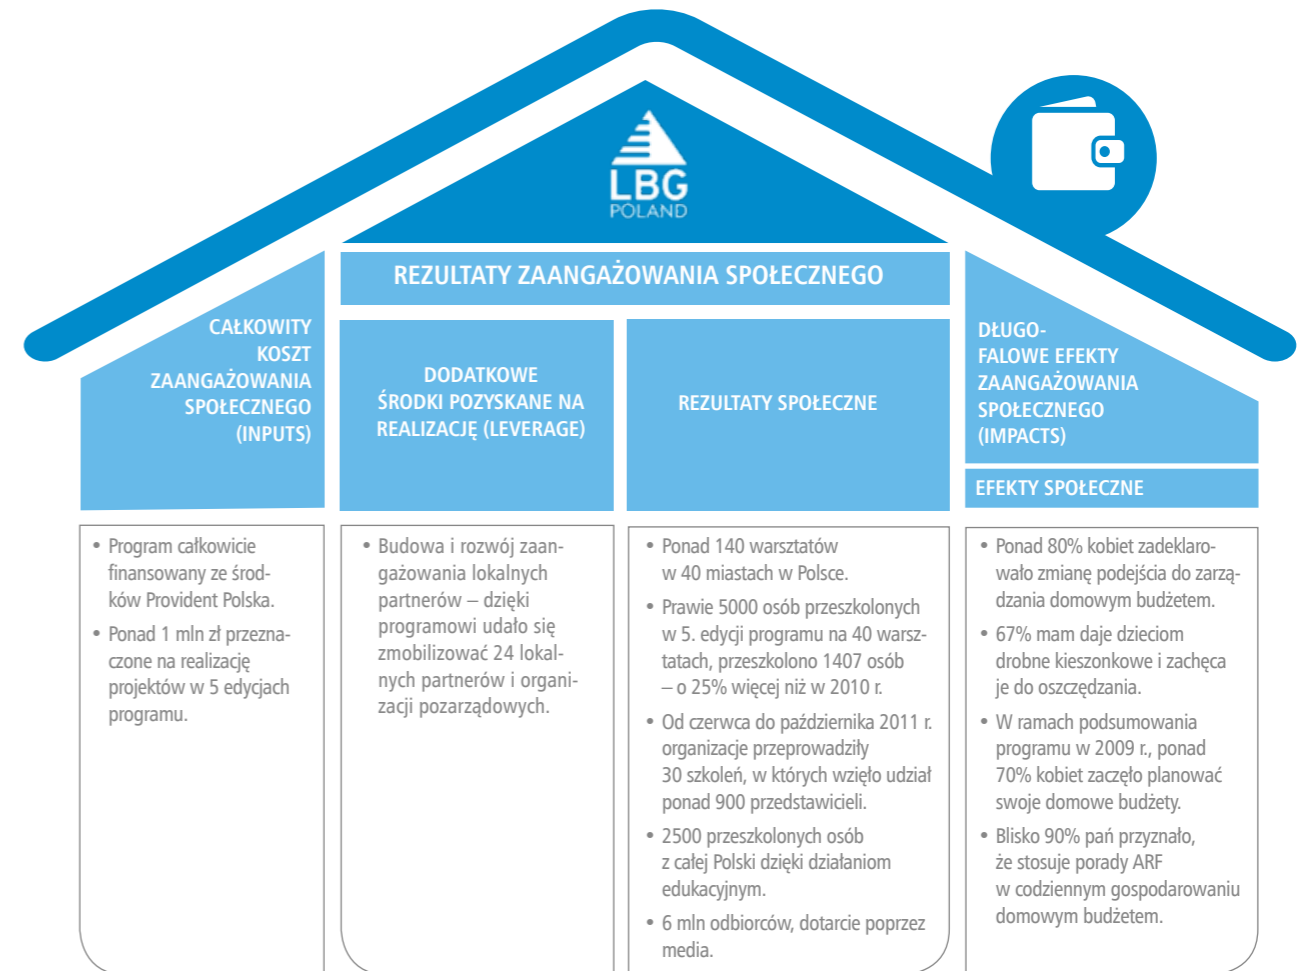 LBG
POLAND
REZULTATY ZAANGAŻOWANIA SPOŁECZNEGO
CAŁKOWITY
KOSZT
ZAANGAŻOWANIA
SPOŁECZNEGO
(INPUTS)
DODATKOWE
ŚRODKI POZYSKANE NA
REALIZACJĘ (LEVERAGE)
REZULTATY SPOŁECZNE
DŁUGO-
FALOWE EFEKTY
ZAANGAŻOWANIA
SPOŁECZNEGO
(IMPACTS)
EFEKTY SPOŁECZNE
• Program całkowicie
finansowany ze środ-
ków Provident Polska.
• Ponad 1 mln zł przezna-
czone na realizację
projektów w 5 edycjach
programu.
• Budowa i rozwój zaan-
gażowania lokalnych
partnerów – dzięki
programowi udało się
zmobilizować 24 lokal-
nych partnerów i organi-
zacji pozarządowych.
• Ponad 140 warsztatów
w 40 miastach w Polsce.
• Prawie 5000 osób przeszkolonych
w 5. edycji programu na 40 warsz-
tatach, przeszkolono 1407 osób
– o 25% więcej niż w 2010 r.
• Od czerwca do października 2011 r.
organizacje przeprowadziły
30 szkoleń, w których wzięło udział
ponad 900 przedstawicieli.
• 2500 przeszkolonych osób
z całej Polski dzięki działaniom
edukacyjnym.
• 6 mln odbiorców, dotarcie poprzez
media.
• Ponad 80% kobiet zadeklaro-
wało zmianę podejścia do zarzą-
dzania domowym budżetem.
• 67% mam daje dzieciom
drobne kieszonkowe i zachęca
je do oszczędzania.
• W ramach podsumowania
programu w 2009 r., ponad
70% kobiet zaczęło planować
swoje domowe budżety.
• Blisko 90% pań przyznało,
że stosuje porady ARF
w codziennym gospodarowaniu
domowym budżetem.